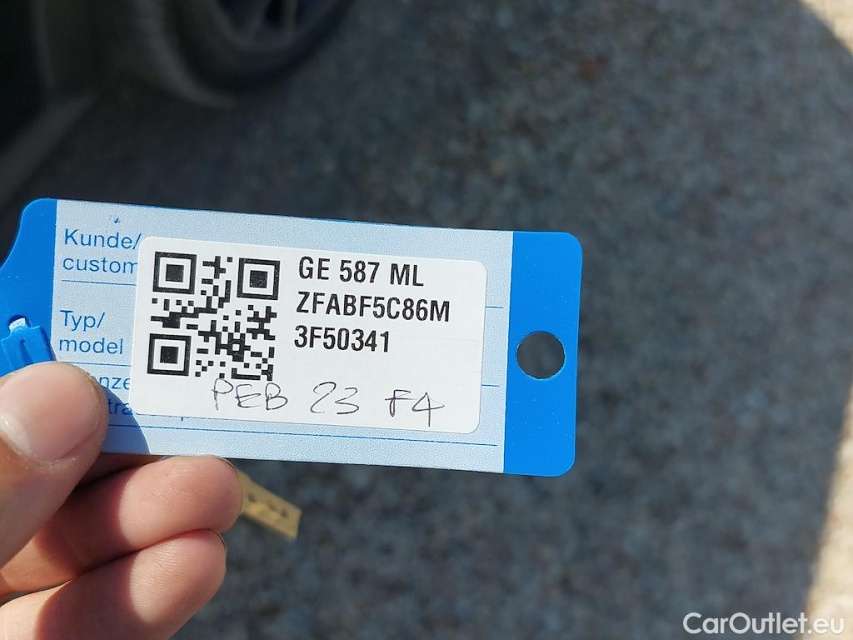 Kunde/
custom
Typ/
model
GE 587 ML
ZFABF5C86M
3F50341
PEB 23 F4
CarOutlet.eu